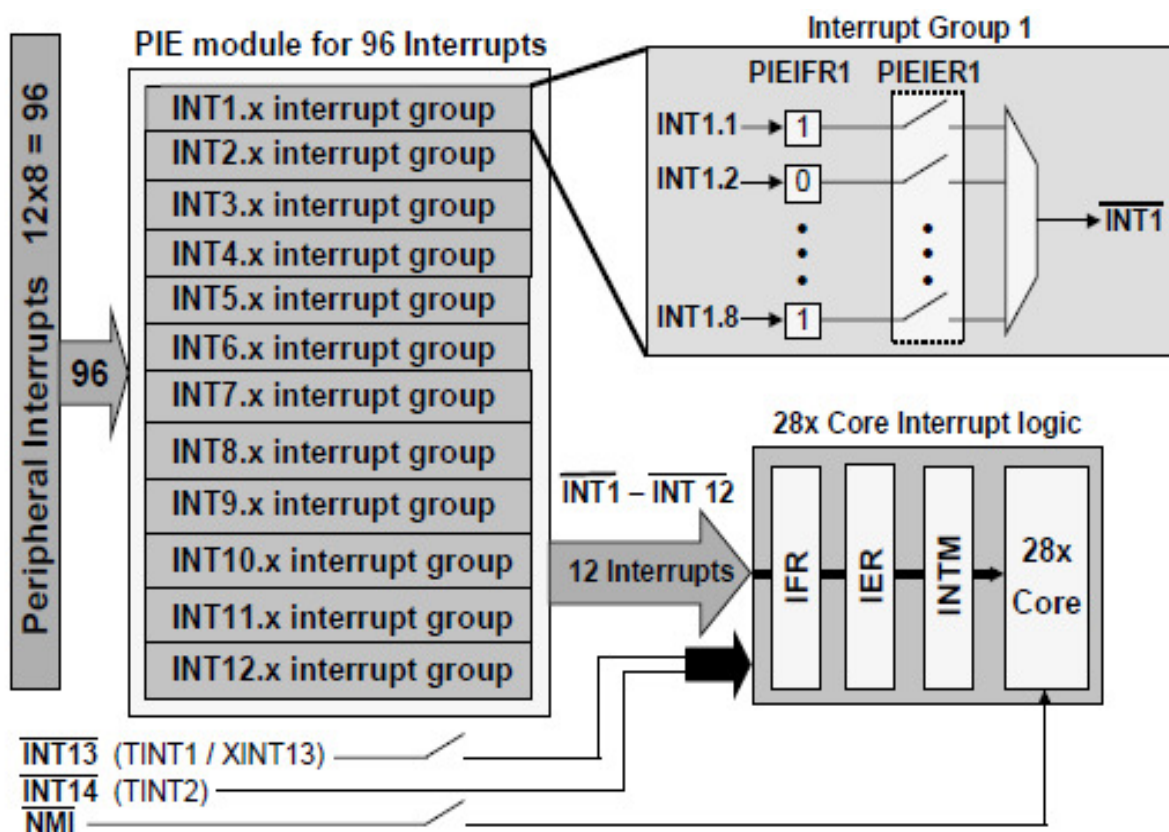 Peripheral Interrupts 12x8 = 96
96
PIE module for 96 Interrupts
INT1.x interrupt group
INT2.x interrupt group
INT3.x interrupt group
INT4.x interrupt group
INT5.x interrupt group
INT6.x interrupt group
INT7.x interrupt group
INT8.x interrupt group
INT9.x interrupt group
INT10.x interrupt group
INT11.x interrupt group
INT12.x interrupt group
Interrupt Group 1
PIEIFR1 PIEIER1
INT1.1 1
INT1.2 0
INT1
INT1.8 1
28x Core Interrupt logic
INT1 – INT 12
12 Interrupts
IFR
IER
INTM
28x
Core
INT13 (TINT1 / XINT13)
INT14 (TINT2)
NMI